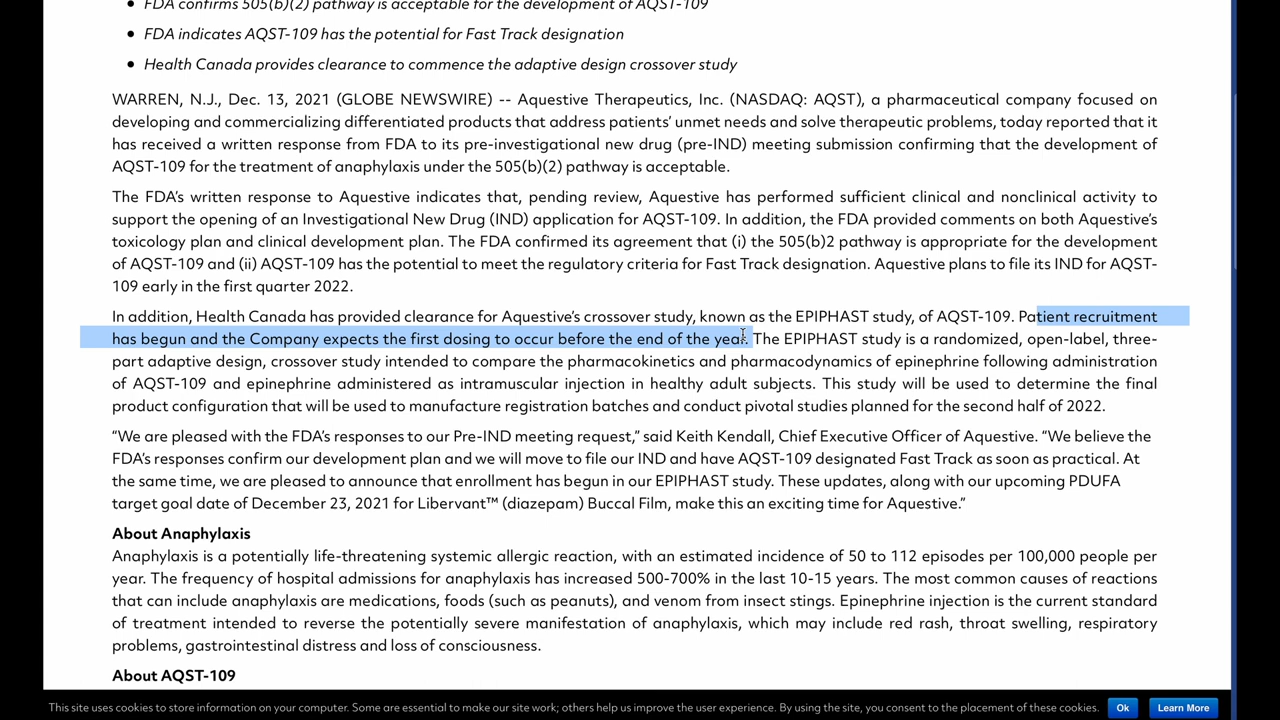 FDA confirms 505(b)(2) pathway is acceptable for the development of AQST-109
FDA indicates AQST-109 has the potential for Fast Track designation
Health Canada provides clearance to commence the adaptive design crossover study
WARREN, N.J., Dec. 13, 2021 (GLOBE NEWSWIRE) -- Aquestive Therapeutics, Inc. (NASDAQ: AQST), a pharmaceutical company focused on
developing and commercializing differentiated products that address patients’ unmet needs and solve therapeutic problems, today reported that it
has received a written response from FDA to its pre-investigational new drug (pre-IND) meeting submission confirming that the development of
AQST-109 for the treatment of anaphylaxis under the 505(b)(2) pathway is acceptable.
The FDA’s written response to Aquestive indicates that, pending review, Aquestive has performed sufficient clinical and nonclinical activity to
support the opening of an Investigational New Drug (IND) application for AQST-109. In addition, the FDA provided comments on both Aquestive’s
toxicology plan and clinical development plan. The FDA confirmed its agreement that (i) the 505(b)2 pathway is appropriate for the development
of AQST-109 and (ii) AQST-109 has the potential to meet the regulatory criteria for Fast Track designation. Aquestive plans to file its IND for AQST-
109 early in the first quarter 2022.
In addition, Health Canada has provided clearance for Aquestive’s crossover study, known as the EPIPHAST study, of AQST-109. Patient recruitment
has begun and the Company expects the first dosing to occur before the end of the year. The EPIPHAST study is a randomized, open-label, three-
part adaptive design, crossover study intended to compare the pharmacokinetics and pharmacodynamics of epinephrine following administration
of AQST-109 and epinephrine administered as intramuscular injection in healthy adult subjects. This study will be used to determine the final
product configuration that will be used to manufacture registration batches and conduct pivotal studies planned for the second half of 2022.
“We are pleased with the FDA’s responses to our Pre-IND meeting request,” said Keith Kendall, Chief Executive Officer of Aquestive. “We believe the
FDA’s responses confirm our development plan and we will move to file our IND and have AQST-109 designated Fast Track as soon as practical. At
the same time, we are pleased to announce that enrollment has begun in our EPIPHAST study. These updates, along with our upcoming PDUFA
target goal date of December 23, 2021 for Libervant™ (diazepam) Buccal Film, make this an exciting time for Aquestive.”
About Anaphylaxis
Anaphylaxis is a potentially life-threatening systemic allergic reaction, with an estimated incidence of 50 to 112 episodes per 100,000 people per
year. The frequency of hospital admissions for anaphylaxis has increased 500-700% in the last 10-15 years. The most common causes of reactions
that can include anaphylaxis are medications, foods (such as peanuts), and venom from insect stings. Epinephrine injection is the current standard
of treatment intended to reverse the potentially severe manifestation of anaphylaxis, which may include red rash, throat swelling, respiratory
problems, gastrointestinal distress and loss of consciousness.
About AQST-109
This site uses cookies to store information on your computer. Some are essential to make our site work; others help us improve the user experience. By using the site, you consent to the placement of these cookies. Ok Learn More